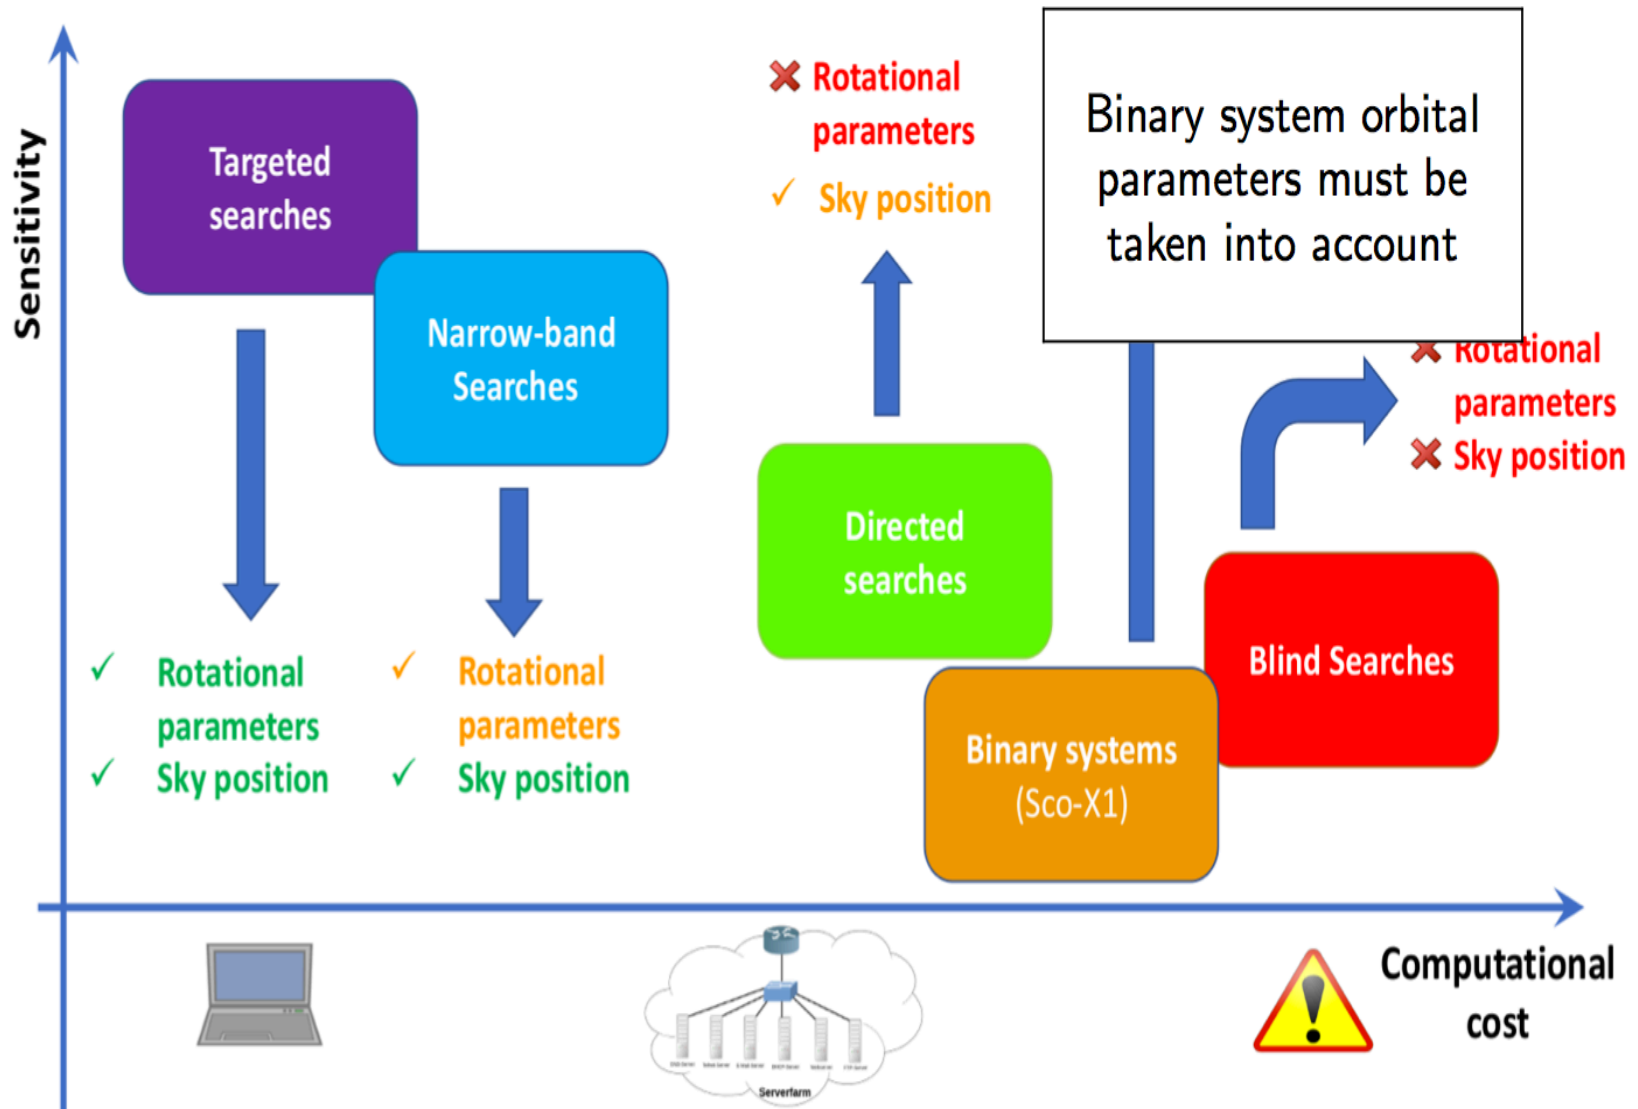 Sensitivity
Targeted
searches
Narrow-band
Searches
Rotational
parameters
Sky position
Binary system orbital
parameters must be
taken into account
Rotational
parameters
Sky position
Directed
searches
Blind Searches
Binary systems
(Sco-X1)
Rotational
parameters
Sky position
Rotational
parameters
Sky position
Serverfarm
Computational
cost